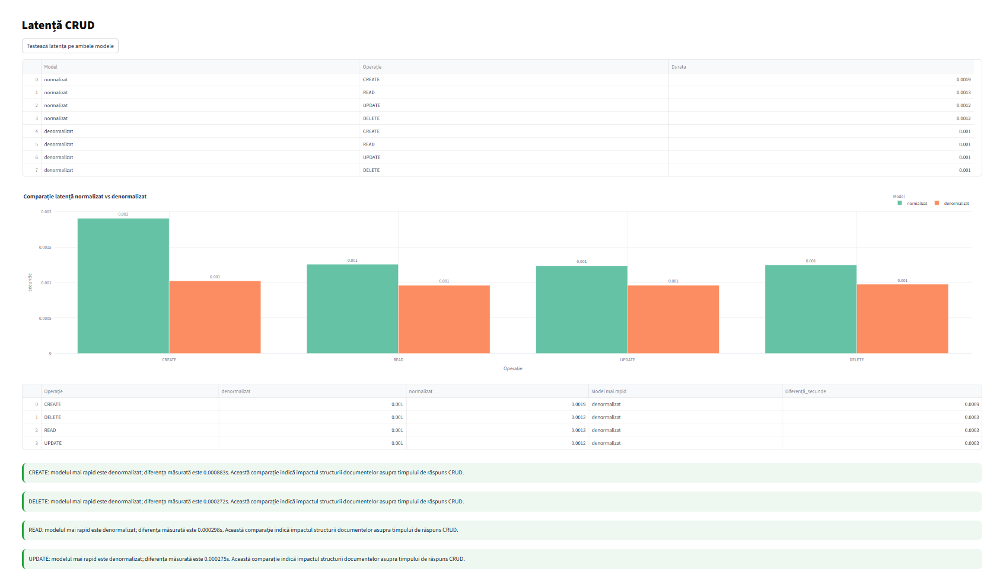 Latență CRUD
Testează latența pe ambele modele
Model Operație Durata
0 normalizat CREATE 0.0019
1 normalizat READ 0.0013
2 normalizat UPDATE 0.0012
3 normalizat DELETE 0.0012
4 denormalizat CREATE 0.001
5 denormalizat READ 0.001
6 denormalizat UPDATE 0.001
7 denormalizat DELETE 0.001
Comparație latență normalizat vs denormalizat
Model
normalizat denormalizat
0.002
0.0015
0.001
0.0005
0
secunde
0.002
0.001
0.001
0.001
0.001
0.001
0.001
0.001
CREATE READ UPDATE DELETE
Operație
Operație denormalizat normalizat Model mai rapid Diferență_secunde
0 CREATE 0.001 0.0019 denormalizat 0.0009
1 DELETE 0.001 0.0012 denormalizat 0.0003
2 READ 0.001 0.0013 denormalizat 0.0003
3 UPDATE 0.001 0.0012 denormalizat 0.0003
CREATE: modelul mai rapid este denormalizat; diferența măsurată este 0.000883s. Această comparație indică impactul structurii documentelor asupra timpului de răspuns CRUD.
DELETE: modelul mai rapid este denormalizat; diferența măsurată este 0.000272s. Această comparație indică impactul structurii documentelor asupra timpului de răspuns CRUD.
READ: modelul mai rapid este denormalizat; diferența măsurată este 0.000298s. Această comparație indică impactul structurii documentelor asupra timpului de răspuns CRUD.
UPDATE: modelul mai rapid este denormalizat; diferența măsurată este 0.000275s. Această comparație indică impactul structurii documentelor asupra timpului de răspuns CRUD.